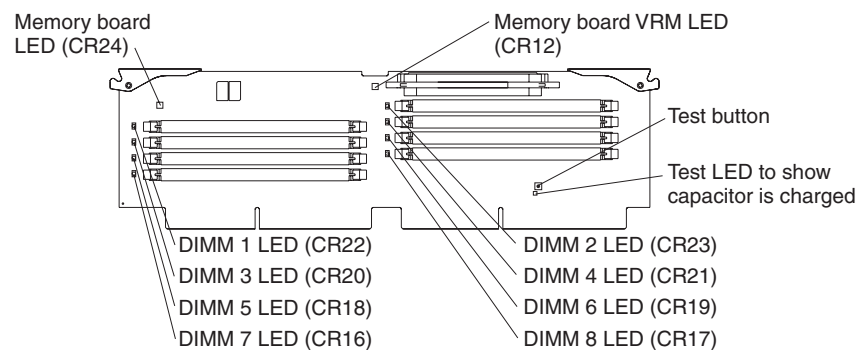 Memory board
LED (CR24)
Memory board VRM LED
(CR12)
Test button
Test LED to show
capacitor is charged
DIMM 1 LED (CR22)
DIMM 3 LED (CR20)
DIMM 5 LED (CR18)
DIMM 7 LED (CR16)
DIMM 2 LED (CR23)
DIMM 4 LED (CR21)
DIMM 6 LED (CR19)
DIMM 8 LED (CR17)